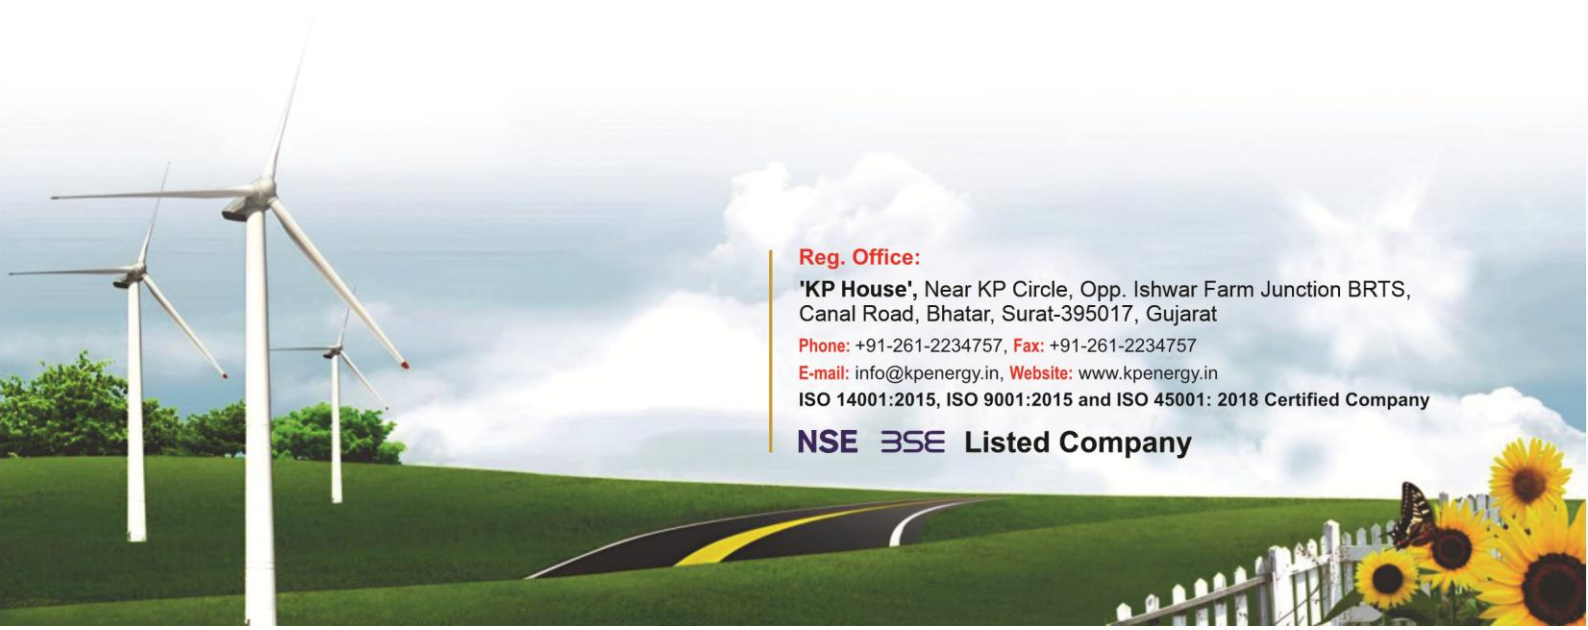 Reg. Office:
'KP House', Near KP Circle, Opp. Ishwar Farm Junction BRTS,
Canal Road, Bhatar, Surat-395017, Gujarat
Phone: +91-261-2234757, Fax: +91-261-2234757
E-mail: info@kpenergy.in, Website: www.kpenergy.in
ISO 14001:2015, ISO 9001:2015 and ISO 45001: 2018 Certified Company
NSE BSE Listed Company